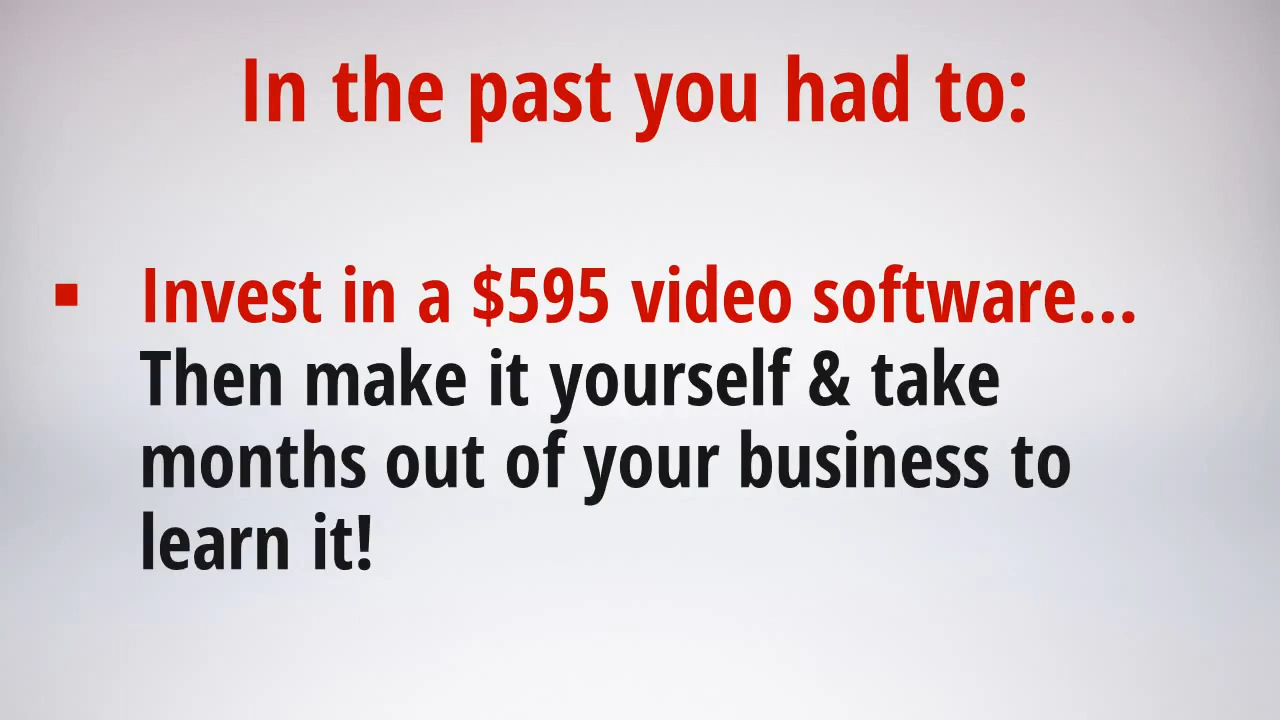 In the past you had to:
▪ Invest in a $595 video software...
Then make it yourself & take
months out of your business to
learn it!